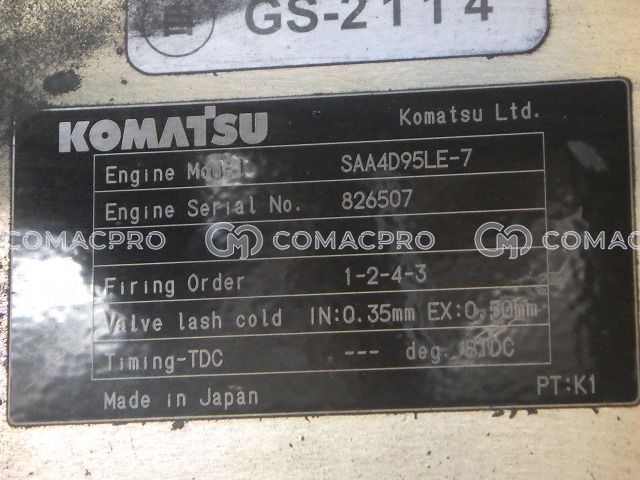 GS-2114
KOMATSU Komatsu Ltd.
Engine Model SAA4D95LE-7
Engine Serial No. 826507
COMACPRO COMACPRO COMACPRO
Firing Order 1-2-4-3
Valve lash cold IN:0.35mm EX:0.50mm
Timing-TDC --- deg. BTDC
Made in Japan PT:K1